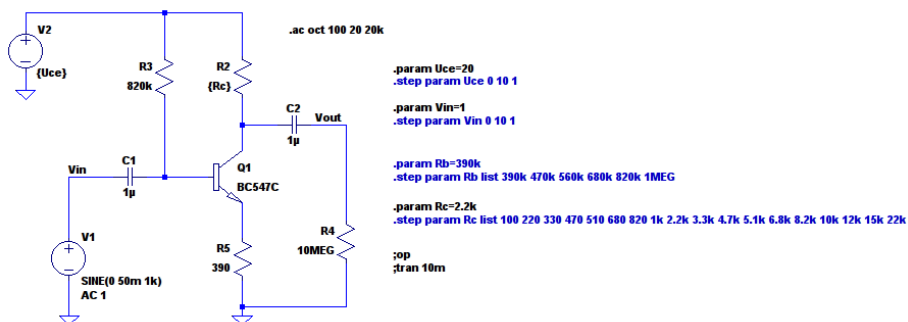 V2
{Uce}
R3
820k
R2
{Rc}
C2
1µ
Vout
Q1
BC547C
Vin
C1
1µ
V1
SINE(0 50m 1k)
AC 1
R5
390
R4
10MEG
.ac oct 100 20 20k
.param Uce=20
.step param Uce 0 10 1
.param Vin=1
.step param Vin 0 10 1
.param Rb=390k
.step param Rb list 390k 470k 560k 680k 820k 1MEG
.param Rc=2.2k
.step param Rc list 100 220 330 470 510 680 820 1k 2.2k 3.3k 4.7k 5.1k 6.8k 8.2k 10k 12k 15k 22k
;op
;tran 10m